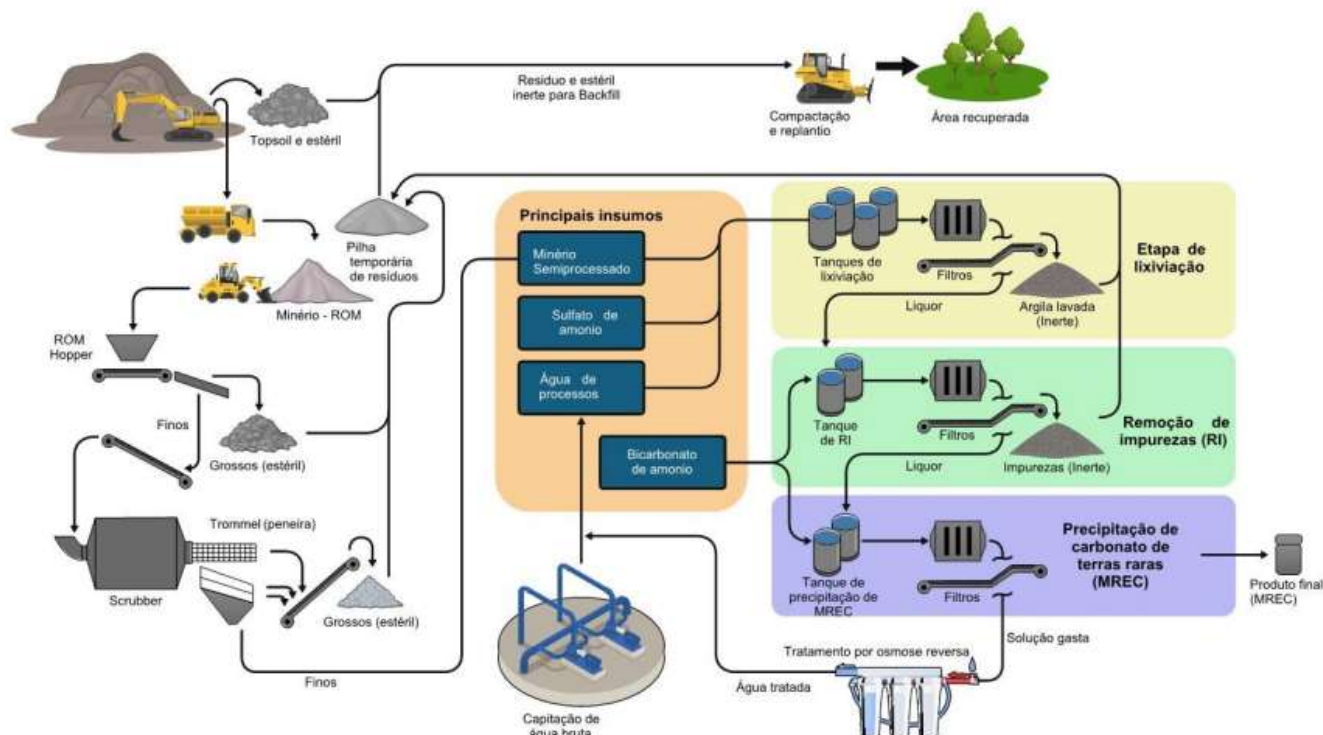 Resíduo e estéril
inerte para Backfill
Compactação
e replantio
Área recuperada
Topsoil e estéril
Pilha
temporária
de resíduos
Minério - ROM
ROM
Hopper
Finos
Grossos (estéril)
Trommel (peneira)
Scrubber
Grossos (estéril)
Finos
Principais insumos
Minério
Semiprocessado
Sulfato de
amonio
Água de
processos
Bicarbonato
de amonio
Tanques de
lixiviação
Filtros
Liquor
Argila lavada
(Inerte)
Etapa de
lixiviação
Tanque
de RI
Filtros
Liquor
Impurezas (Inerte)
Remoção de
impurezas (RI)
Tanque de
precipitação de
MREC
Filtros
Precipitação de
carbonato de
terras raras
(MREC)
Produto final
(MREC)
Solução gasta
Tratamento por osmose reversa
Água tratada
Capitação de
água bruta